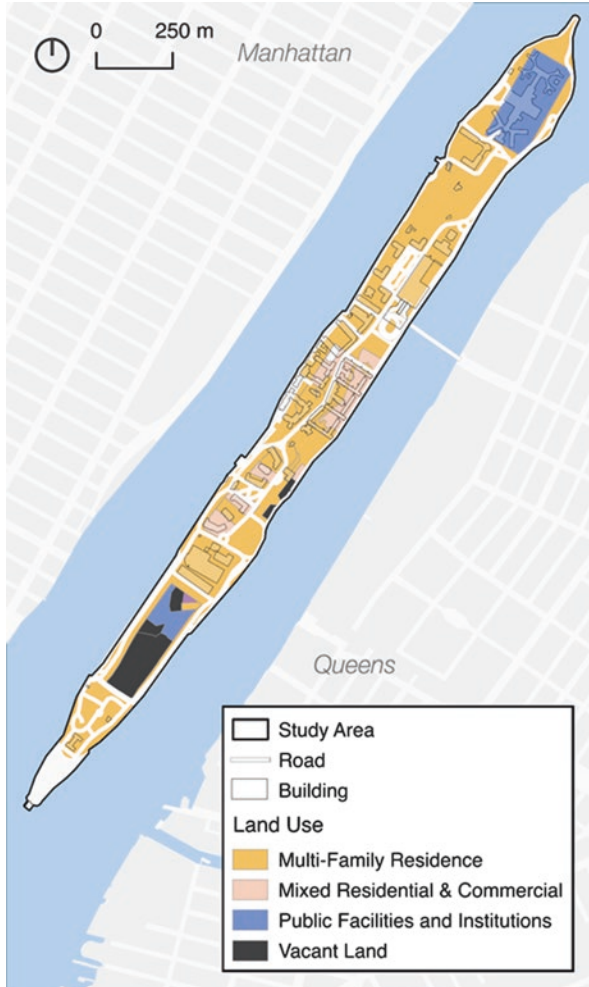 0 250 m
Manhattan
Queens
Study Area
Road
Building
Land Use
Multi-Family Residence
Mixed Residential & Commercial
Public Facilities and Institutions
Vacant Land